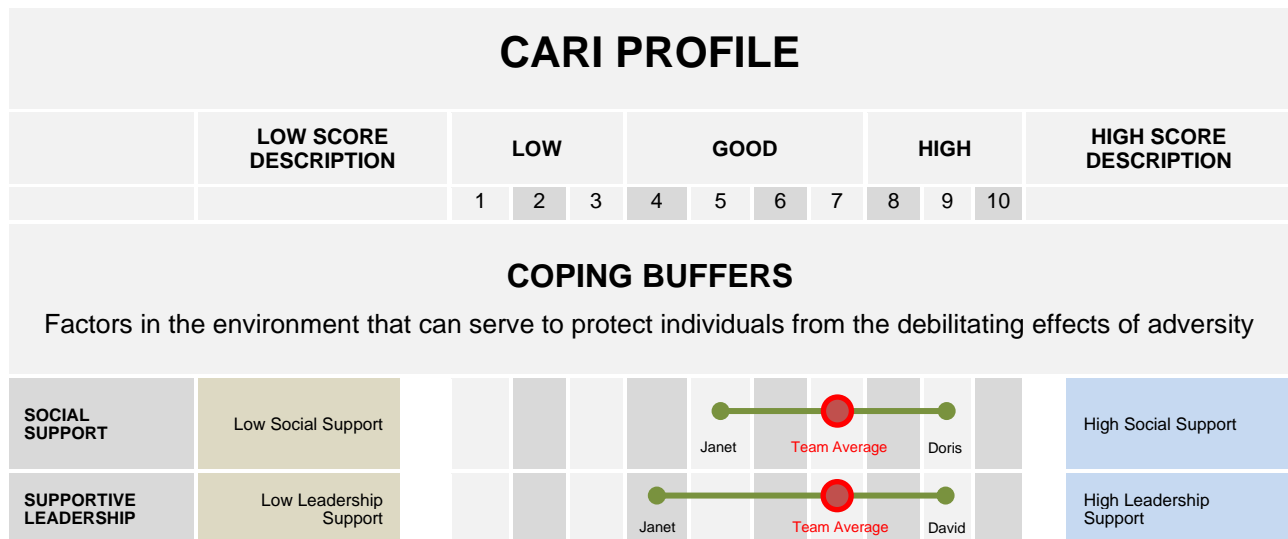 CARI PROFILE
LOW SCORE DESCRIPTION LOW GOOD HIGH HIGH SCORE DESCRIPTION
1 2 3 4 5 6 7 8 9 10
COPING BUFFERS
Factors in the environment that can serve to protect individuals from the debilitating effects of adversity
SOCIAL
SUPPORT
Low Social Support
Janet Team Average Doris
High Social Support
SUPPORTIVE
LEADERSHIP
Low Leadership
Support
Janet Team Average David
High Leadership
Support